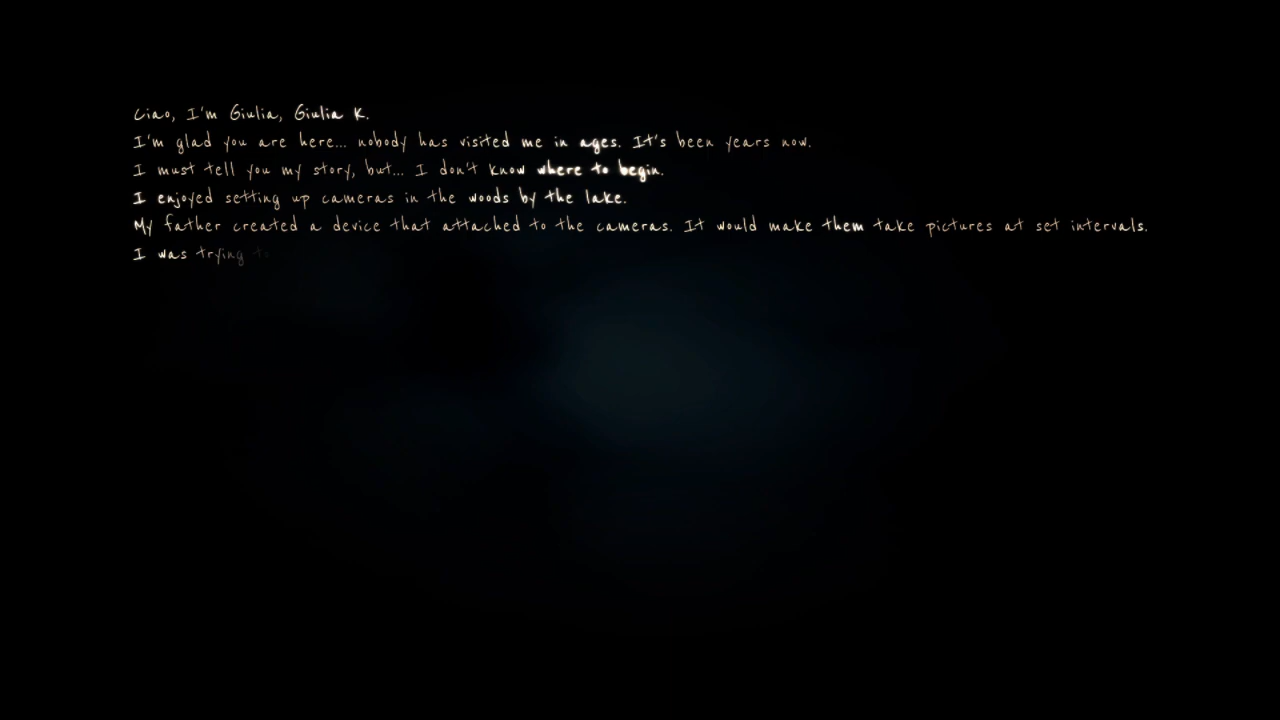 Ciao, I'm Giulia, Giulia K.
I'm glad you are here... nobody has visited me in ages. It's been years now.
I must tell you my story, but... I don't know where to begin.
I enjoyed setting up cameras in the woods by the lake.
My father created a device that attached to the cameras. It would make them take pictures at set intervals.
I was trying to